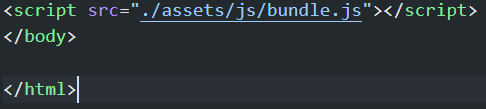 <script src="./assets/js/bundle.js"></script>
</body>
</html>